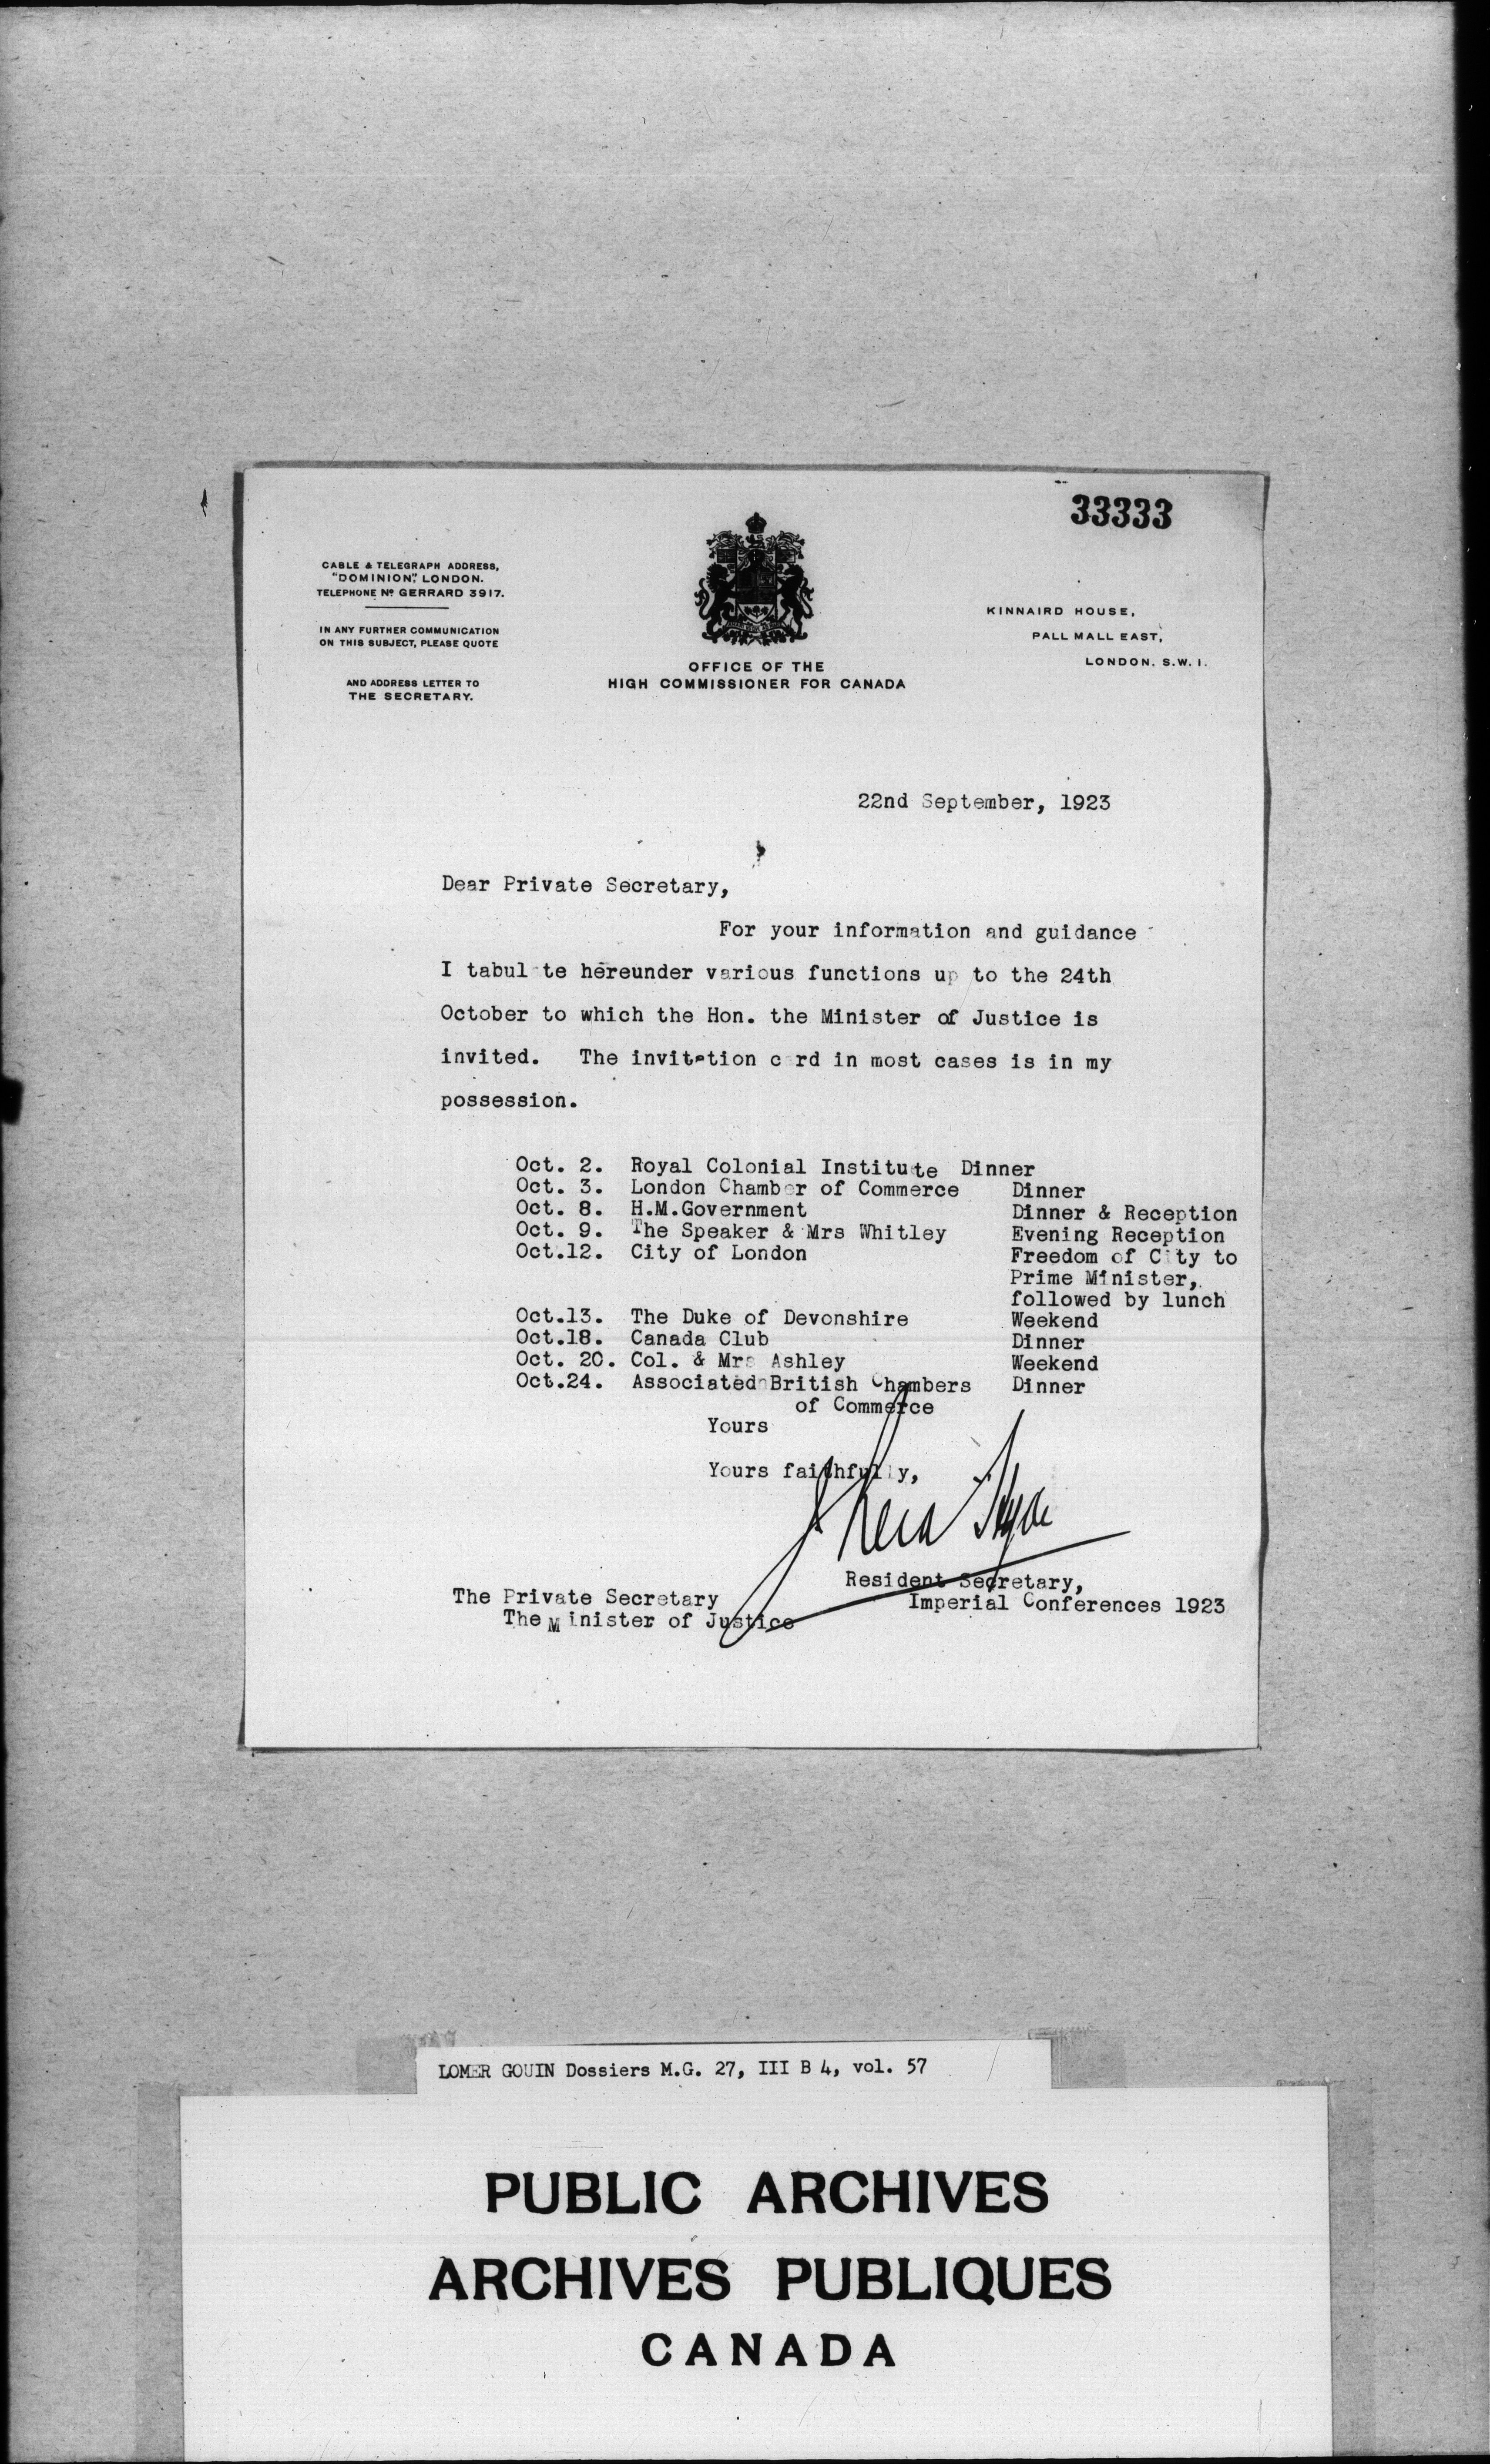 33333
CABLE & TELEGRAPH ADDRESS,
"DOMINION", LONDON.
TELEPHONE Nº GERRARD 3917.
IN ANY FURTHER COMMUNICATION
ON THIS SUBJECT, PLEASE QUOTE
AND ADDRESS LETTER TO
THE SECRETARY.
OFFICE OF THE
HIGH COMMISSIONER FOR CANADA
KINNAIRD HOUSE,
PALL MALL EAST,
LONDON. S.W. 1.
22nd September, 1923
Dear Private Secretary,
For your information and guidance
I tabulate hereunder various functions up to the 24th
October to which the Hon. the Minister of Justice is
invited. The invitation card in most cases is in my
possession.
Oct. 2. Royal Colonial Institute Dinner
Oct. 3. London Chamber of Commerce Dinner
Oct. 8. H.M.Government Dinner & Reception
Oct. 9. The Speaker & Mrs Whitley Evening Reception
Oct.12. City of London Freedom of City to
Prime Minister,
followed by lunch
Oct.13. The Duke of Devonshire Weekend
Oct.18. Canada Club Dinner
Oct. 20. Col. & Mrs Ashley Weekend
Oct.24. Associated British Chambers Dinner
of Commerce
Yours
Yours faithfully,
Resident Secretary,
Imperial Conferences 1923
The Private Secretary
The Minister of Justice
LOMER GOUIN Dossiers M.G. 27, III B 4, vol. 57
PUBLIC ARCHIVES
ARCHIVES PUBLIQUES
CANADA